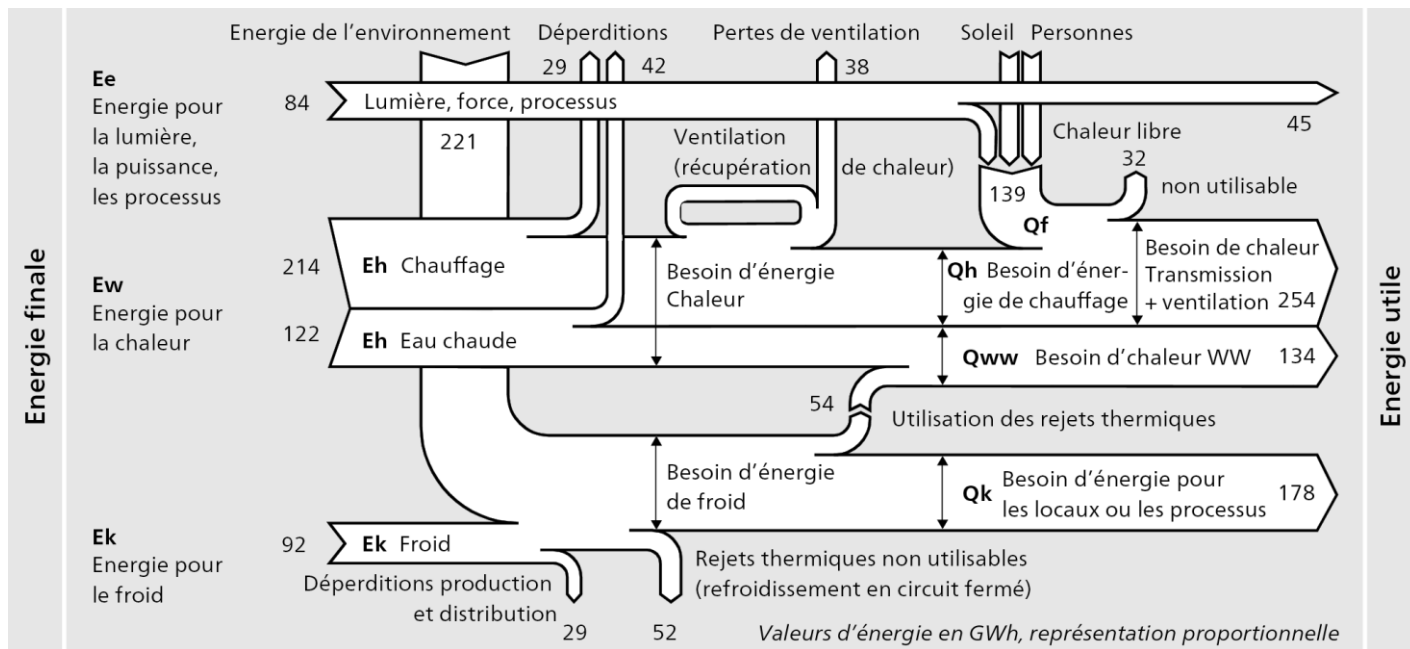 Energie finale
Energie de l'environnement
Déperditions
Pertes de ventilation
Soleil
Personnes
29
42
38
Ee
Energie pour
la lumière,
la puissance,
les processus
84
Lumière, force, processus
45
221
Ventilation
(récupération de chaleur)
Chaleur libre
32
non utilisable
139
Qf
Ew
Energie pour
la chaleur
214
Eh Chauffage
Besoin d'énergie
Chaleur
Qh Besoin d'éner-
gie de chauffage
Besoin de chaleur
Transmission
+ ventilation 254
122
Eh Eau chaude
Qww Besoin d'chaleur WW
134
54
Utilisation des rejets thermiques
Besoin d'énergie
de froid
Qk Besoin d'énergie pour
les locaux ou les processus
178
Ek
Energie pour
le froid
92
Ek Froid
Déperditions production
et distribution
29
52
Rejets thermiques non utilisables
(refroidissement en circuit fermé)
Valeurs d'énergie en GWh, représentation proportionnelle
Energie utile